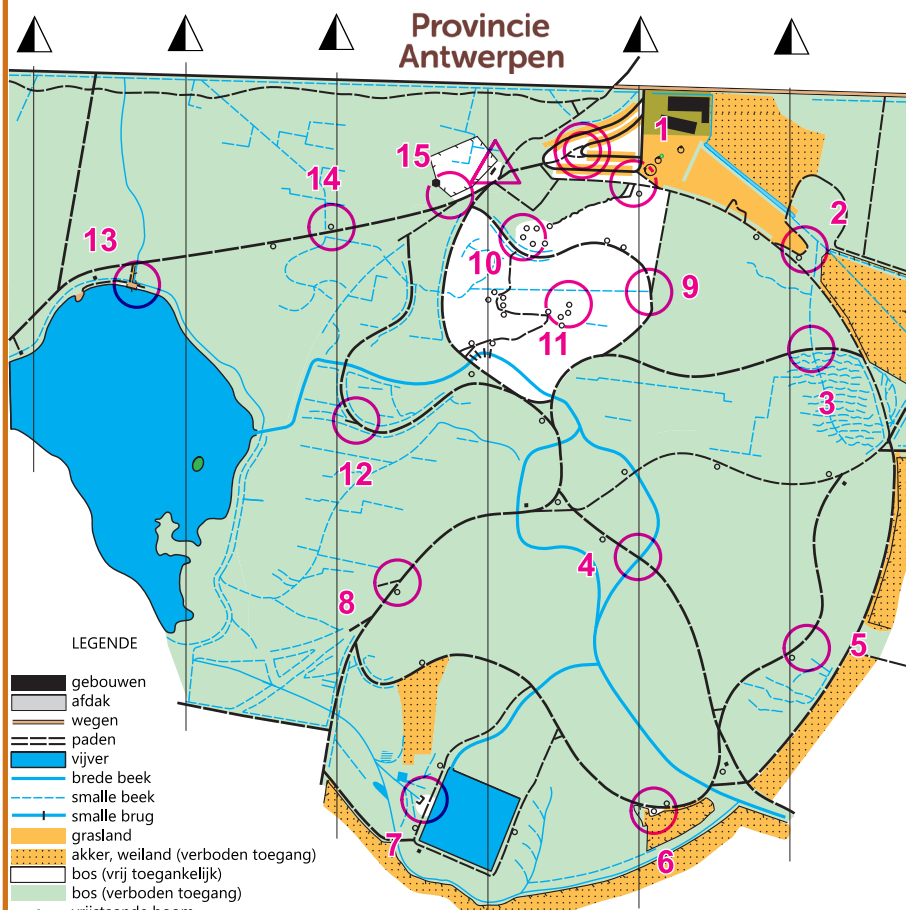 Provincie
Antwerpen
1
15
14
2
13
10
9
11
3
12
4
8
5
7
6
LEGENDE
gebouwen
afdak
wegen
paden
vijver
brede beek
smalle beek
smalle brug
grasland
akker, weiland (verboden toegang)
bos (vrij toegankelijk)
bos (verboden toegang)